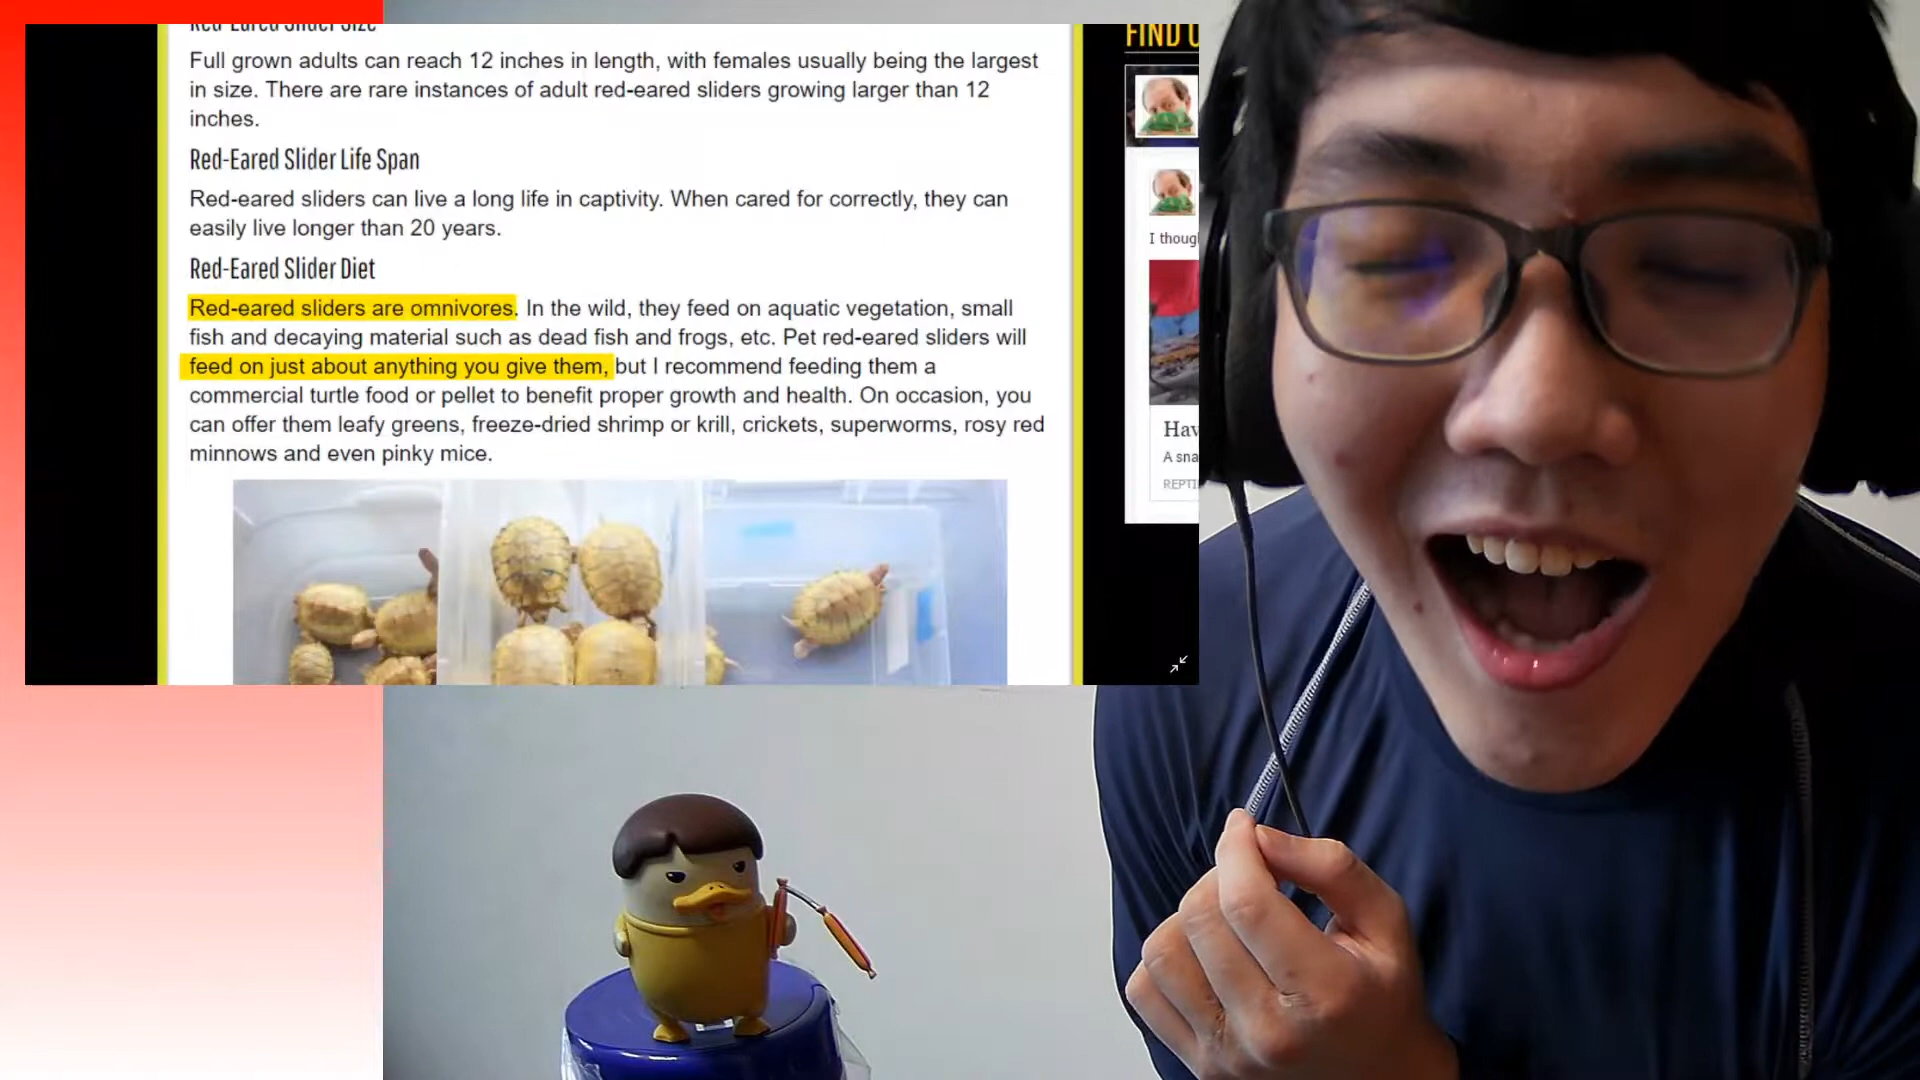 Red-Eared Slider Size
Full grown adults can reach 12 inches in length, with females usually being the largest
in size. There are rare instances of adult red-eared sliders growing larger than 12
inches.
Red-Eared Slider Life Span
Red-eared sliders can live a long life in captivity. When cared for correctly, they can
easily live longer than 20 years.
Red-Eared Slider Diet
Red-eared sliders are omnivores. In the wild, they feed on aquatic vegetation, small
fish and decaying material such as dead fish and frogs, etc. Pet red-eared sliders will
feed on just about anything you give them, but I recommend feeding them a
commercial turtle food or pellet to benefit proper growth and health. On occasion, you
can offer them leafy greens, freeze-dried shrimp or krill, crickets, superworms, rosy red
minnows and even pinky mice.
FIND
I
A